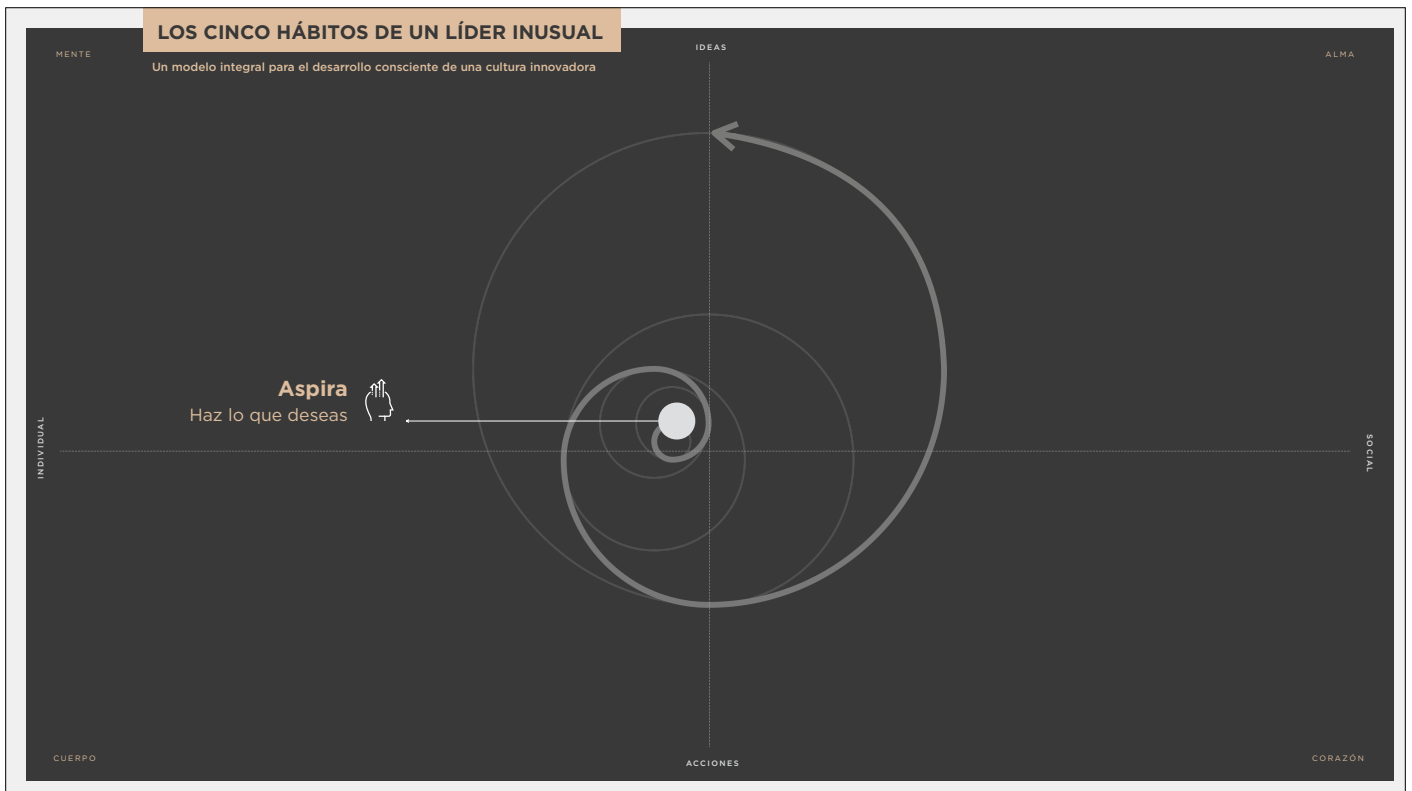 LOS CINCO HÁBITOS DE UN LÍDER INUSUAL
IDEAS
MENTE
ALMA
Un modelo integral para el desarrollo consciente de una cultura innovadora
Aspira
Haz lo que deseas
INDIVIDUAL
SOCIAL
CUERPO
CORAZÓN
ACCIONES